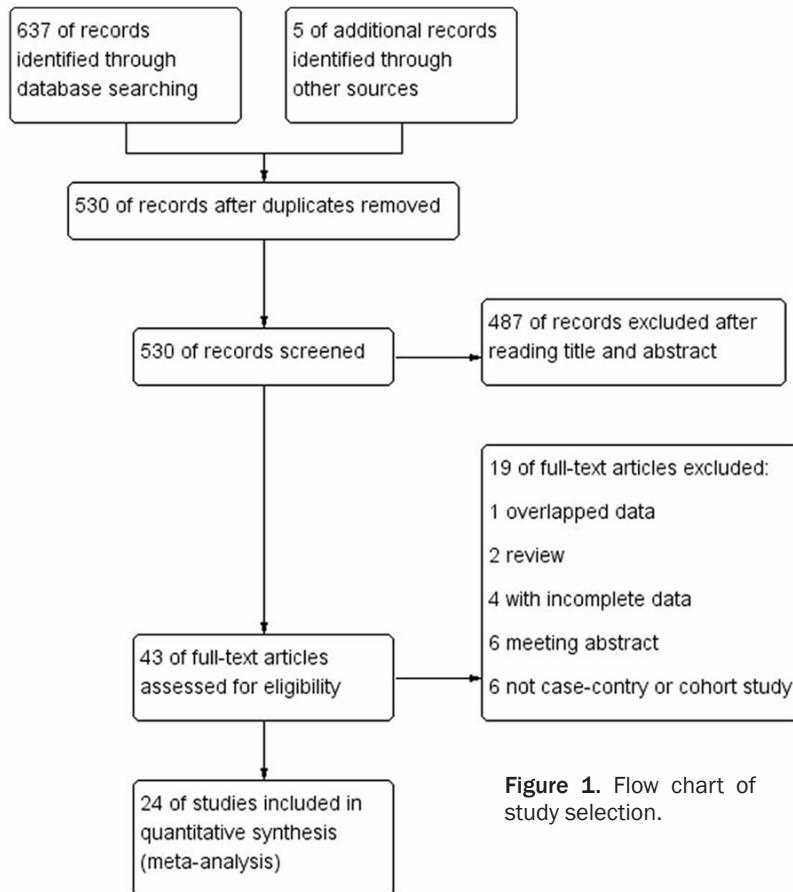 637 of records
identified through
database searching
5 of additional records
identified through
other sources
530 of records after duplicates removed
530 of records screened
487 of records excluded after
reading title and abstract
19 of full-text articles excluded:
1 overlapped data
2 review
4 with incomplete data
6 meeting abstract
6 not case-contry or cohort study
43 of full-text articles
assessed for eligibility
24 of studies included in
quantitative synthesis
(meta-analysis)
Figure 1. Flow chart of
study selection.